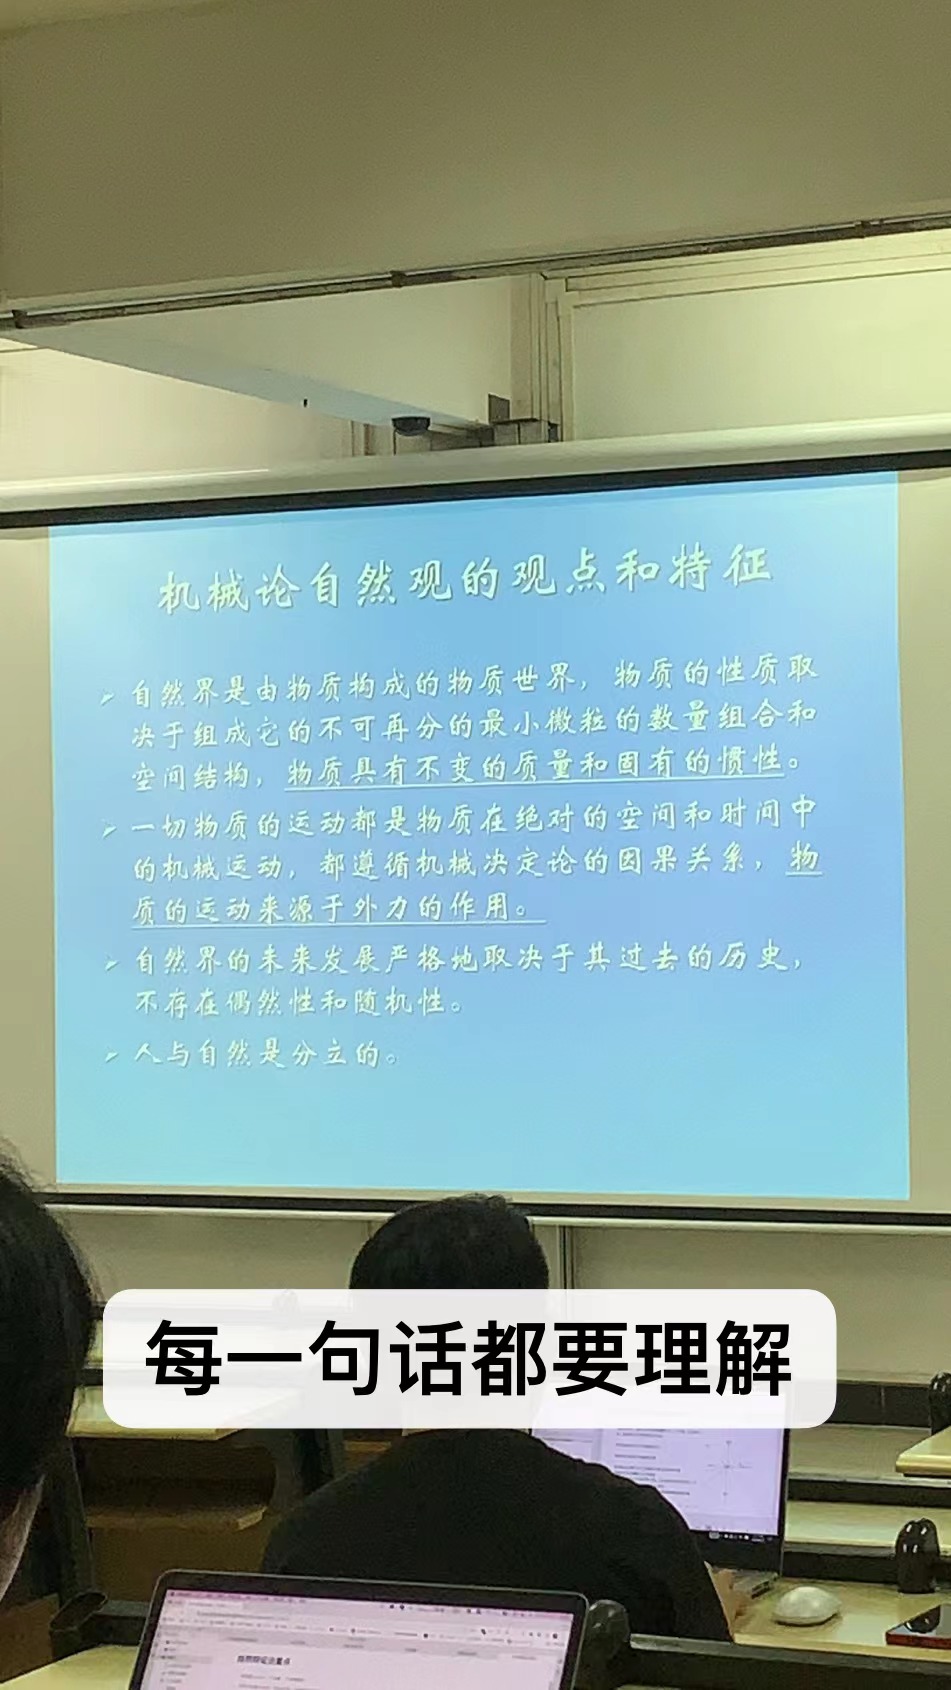 机械论自然观的观点和特征
自然界是由物质构成的物质世界，物质的性质取
决于组成它的不可再分的最小微粒的数量组合和
空间结构，物质具有不变的质量和固有的惯性。
一切物质的运动都是物质在绝对的空间和时间中
的机械运动，都遵循机械决定论的因果关系，物
质的运动来源于外力的作用。
自然界的未来发展严格地取决于其过去的历史，
不存在偶然性和随机性。
人与自然是分立的。
每一句话都要理解